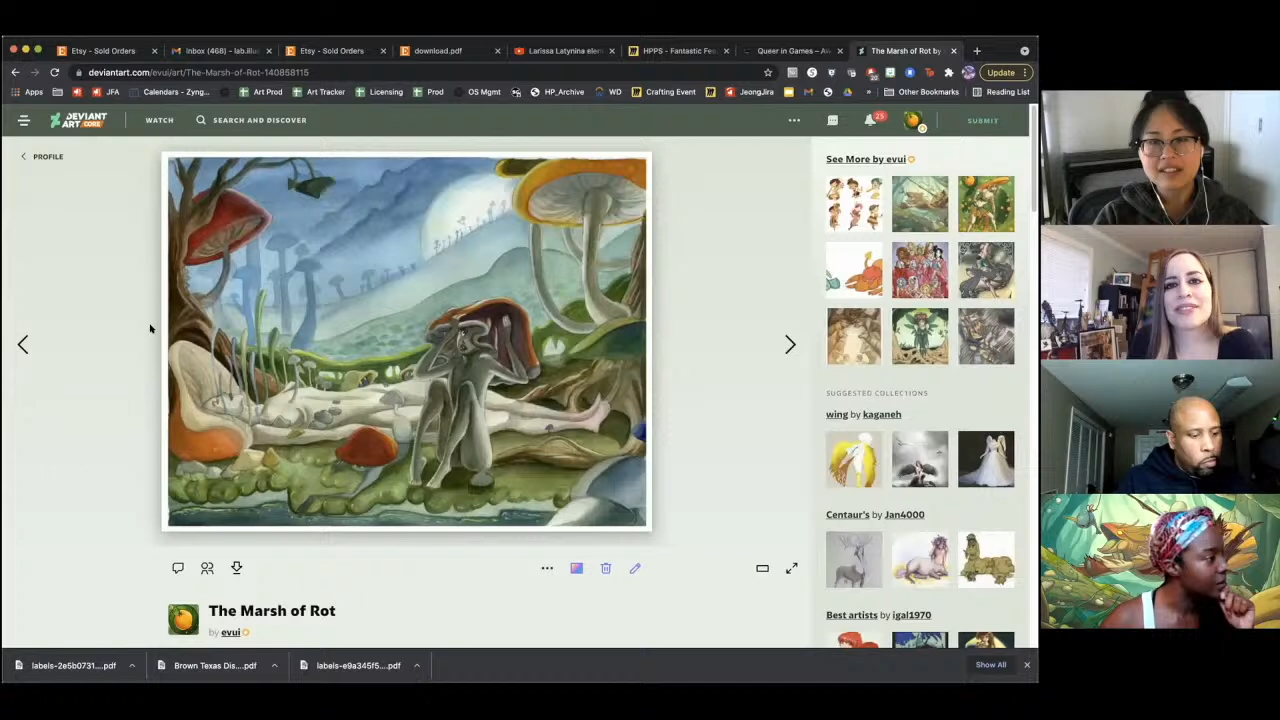 Etsy - Sold Orders
Inbox (468) – lab.illu
Etsy - Sold Orders
download.pdf
Larissa Latynina elen
HPPS - Fantastic Fe
Queer in Games – Aw
The Marsh of Rot by
deviantart.com/evui/art/The-Marsh-of-Rot-140858115
Update
Apps
JFA
Calendars - Zyng...
Art Prod
Art Tracker
Licensing
Prod
OS Mgmt
HP_Archive
WD
Crafting Event
JeongJira
Other Bookmarks
Reading List
DEVIANT ART CORE
WATCH
SEARCH AND DISCOVER
25
SUBMIT
PROFILE
See More by evui
SUGGESTED COLLECTIONS
wing by kaganeh
Centaur's by Jan4000
Best artists by igal1970
The Marsh of Rot
by evui
labels-2e5b0731....pdf
Brown Texas Dis....pdf
labels-e9a345f5....pdf
Show All